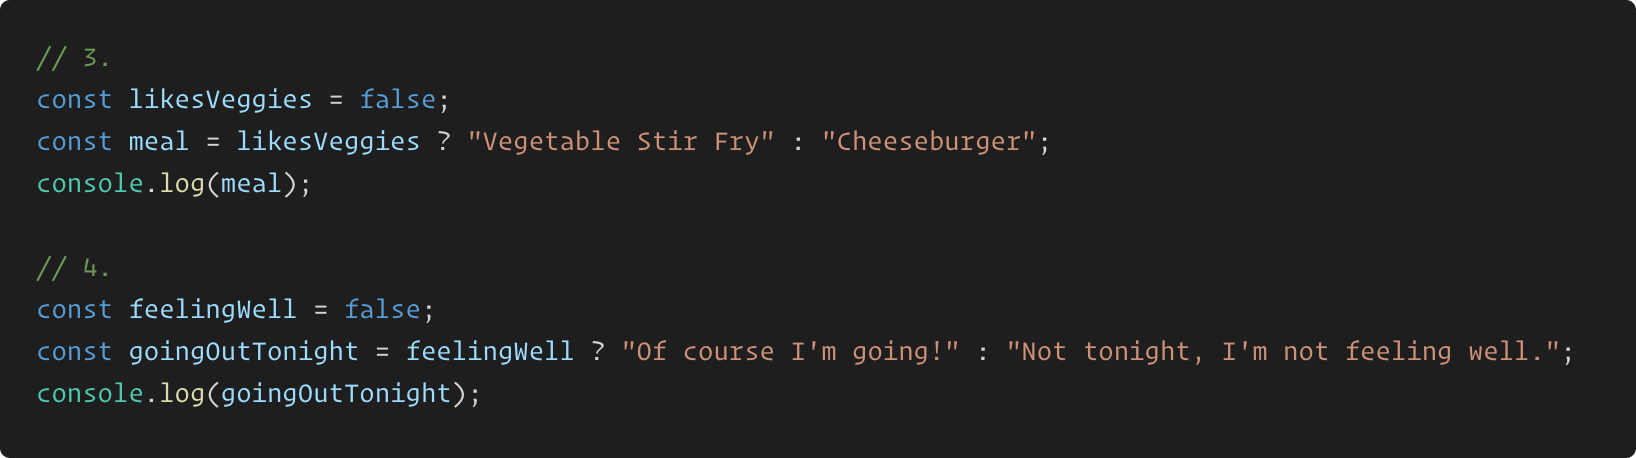 // 3.
const likesVeggies = false;
const meal = likesVeggies ? "Vegetable Stir Fry" : "Cheeseburger";
console.log(meal);
// 4.
const feelingWell = false;
const goingOutTonight = feelingWell ? "Of course I'm going!" : "Not tonight, I'm not feeling well.";
console.log(goingOutTonight);